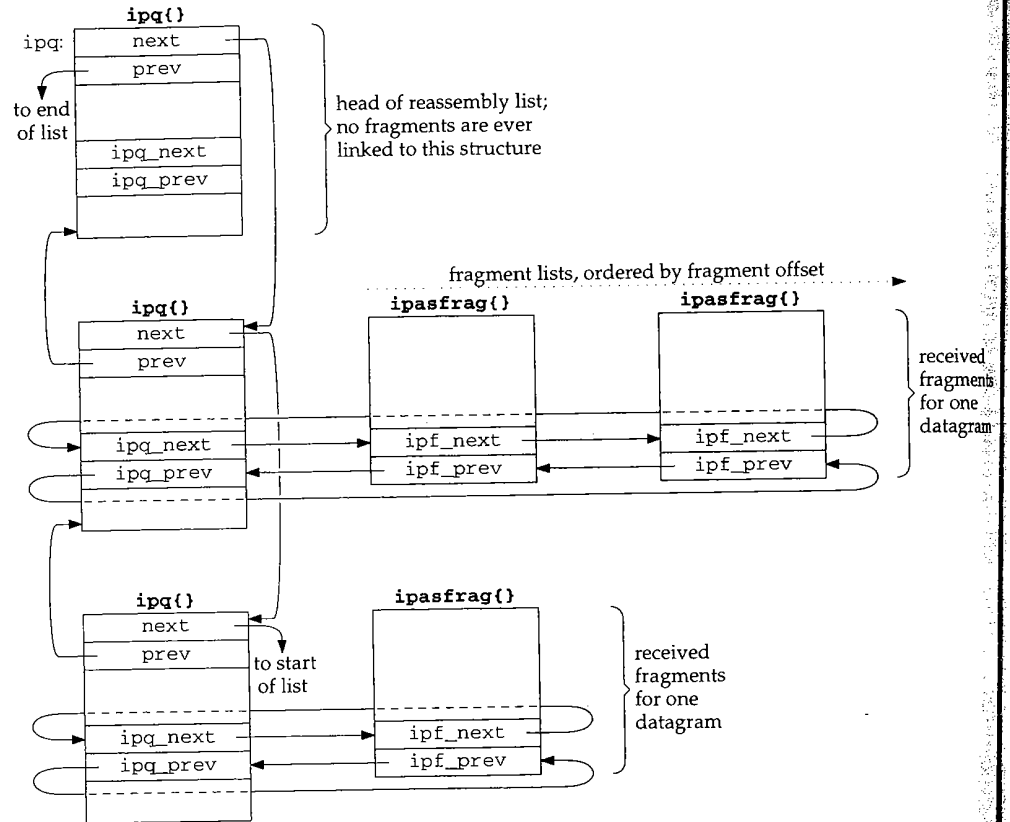 ipq{}
ipq:
next
prev
to end
of list
ipq_next
ipq_prev
head of reassembly list;
no fragments are ever
linked to this structure
fragment lists, ordered by fragment offset
ipq{}
next
prev
ipq_next
ipq_prev
ipasfrag{}
ipf_next
ipf_prev
ipasfrag{}
ipf_next
ipf_prev
received
fragments
for one
datagram
ipq{}
next
prev
to start
of list
ipq_next
ipq_prev
ipasfrag{}
ipf_next
ipf_prev
received
fragments
for one
datagram